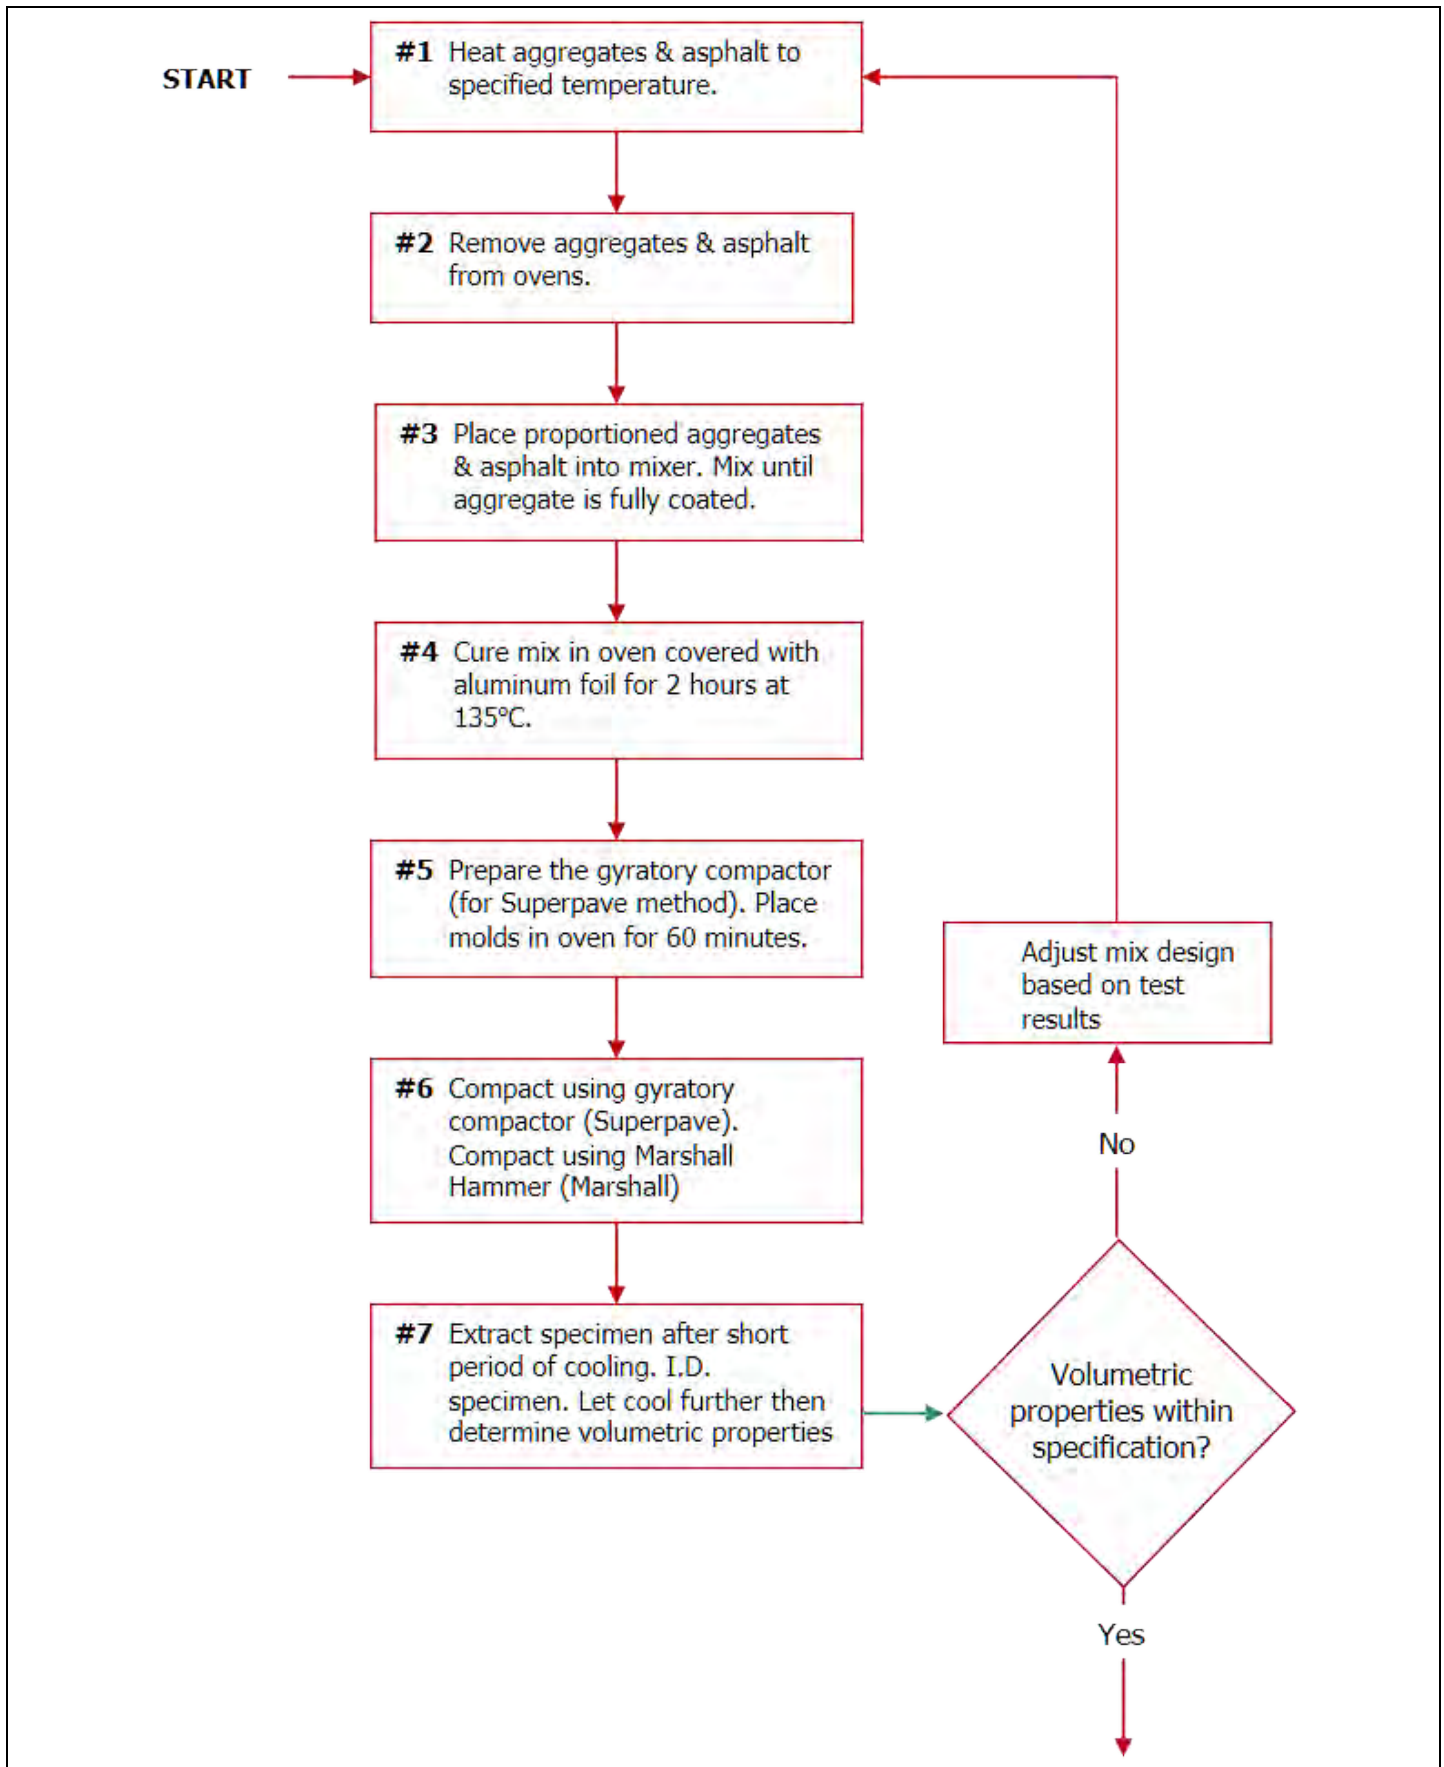 START
#1 Heat aggregates & asphalt to
specified temperature.
#2 Remove aggregates & asphalt
from ovens.
#3 Place proportioned aggregates
& asphalt into mixer. Mix until
aggregate is fully coated.
#4 Cure mix in oven covered with
aluminum foil for 2 hours at
135°C.
#5 Prepare the gyratory compactor
(for Superpave method). Place
molds in oven for 60 minutes.
Adjust mix design
based on test
results
#6 Compact using gyratory
compactor (Superpave).
Compact using Marshall
Hammer (Marshall)
No
#7 Extract specimen after short
period of cooling. I.D.
specimen. Let cool further then
determine volumetric properties
Volumetric
properties within
specification?
Yes